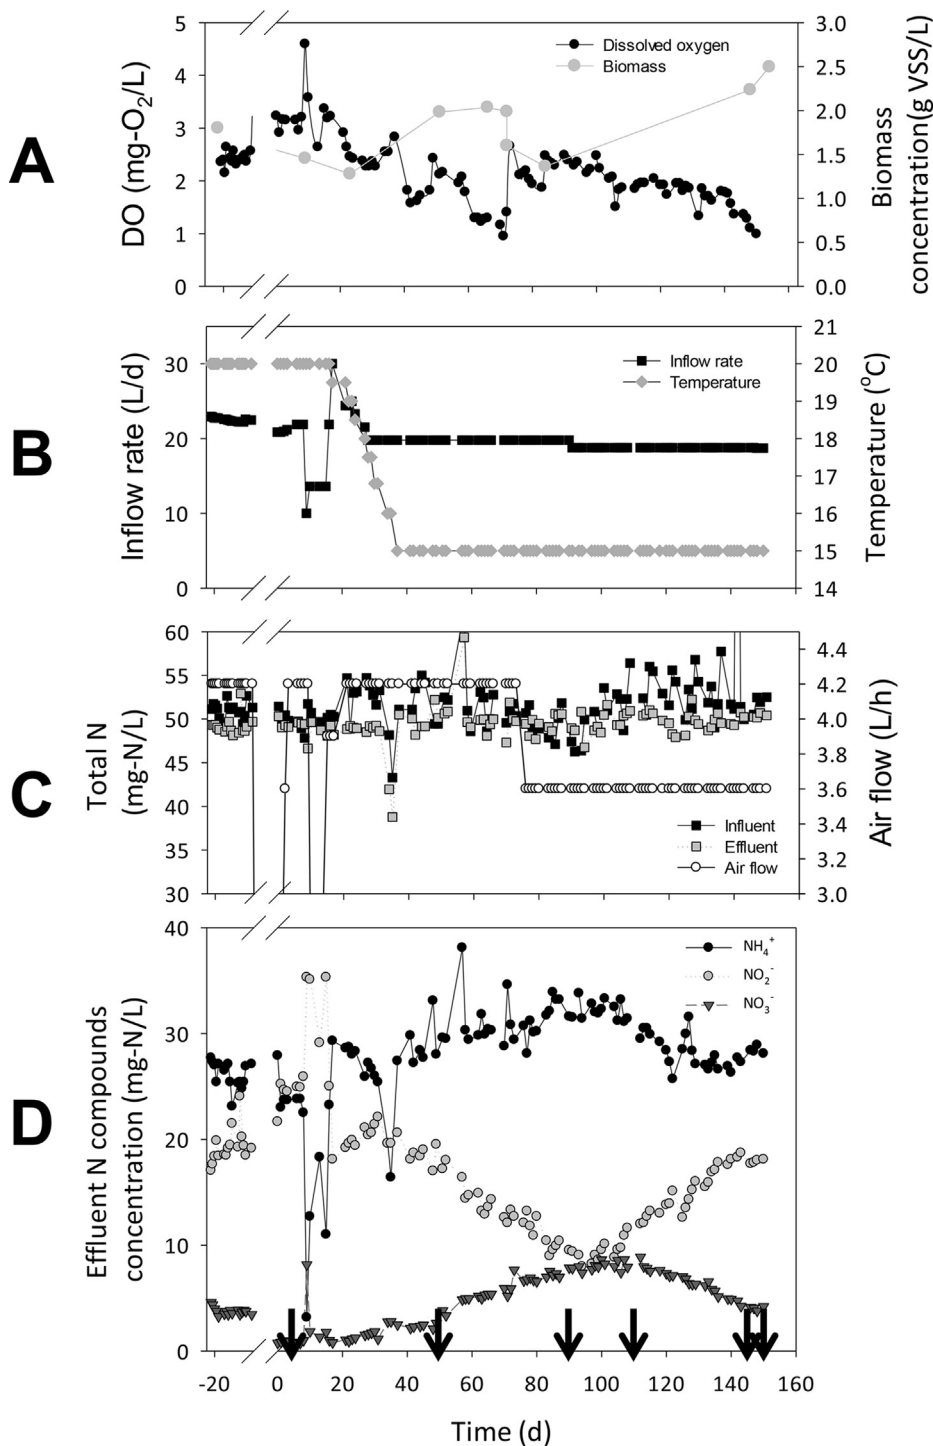 A
DO (mg-O₂/L)
5
4
3
2
1
0
Dissolved oxygen
Biomass
3.0
2.5
2.0
1.5
1.0
0.5
0.0
Biomass
concentration(g VSS/L)
B
Inflow rate (L/d)
30
20
10
0
Inflow rate
Temperature
21
20
19
18
17
16
15
14
Temperature (⁰C)
C
Total N
(mg-N/L)
60
55
50
45
40
35
30
Influent
Effluent
Air flow
4.4
4.2
4.0
3.8
3.6
3.4
3.2
3.0
Air flow (L/h)
D
Effluent N compounds
concentration (mg-N/L)
40
30
20
10
0
NH₄⁺
NO₂⁻
NO₃⁻
-20 0 20 40 60 80 100 120 140 160
Time (d)